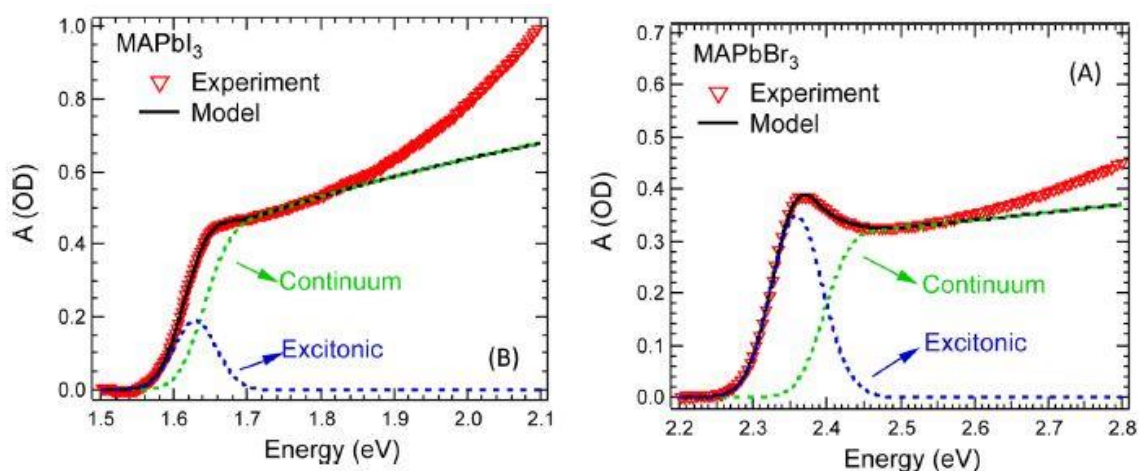 MAPbI3
Experiment
Model
Continuum
Excitonic
(B)
A (OD)
1.0
0.8
0.6
0.4
0.2
0.0
1.5 1.6 1.7 1.8 1.9 2.0 2.1
Energy (eV)
MAPbBr3
(A)
Experiment
Model
Continuum
Excitonic
A (OD)
0.7
0.6
0.5
0.4
0.3
0.2
0.1
0.0
2.2 2.3 2.4 2.5 2.6 2.7 2.8
Energy (eV)